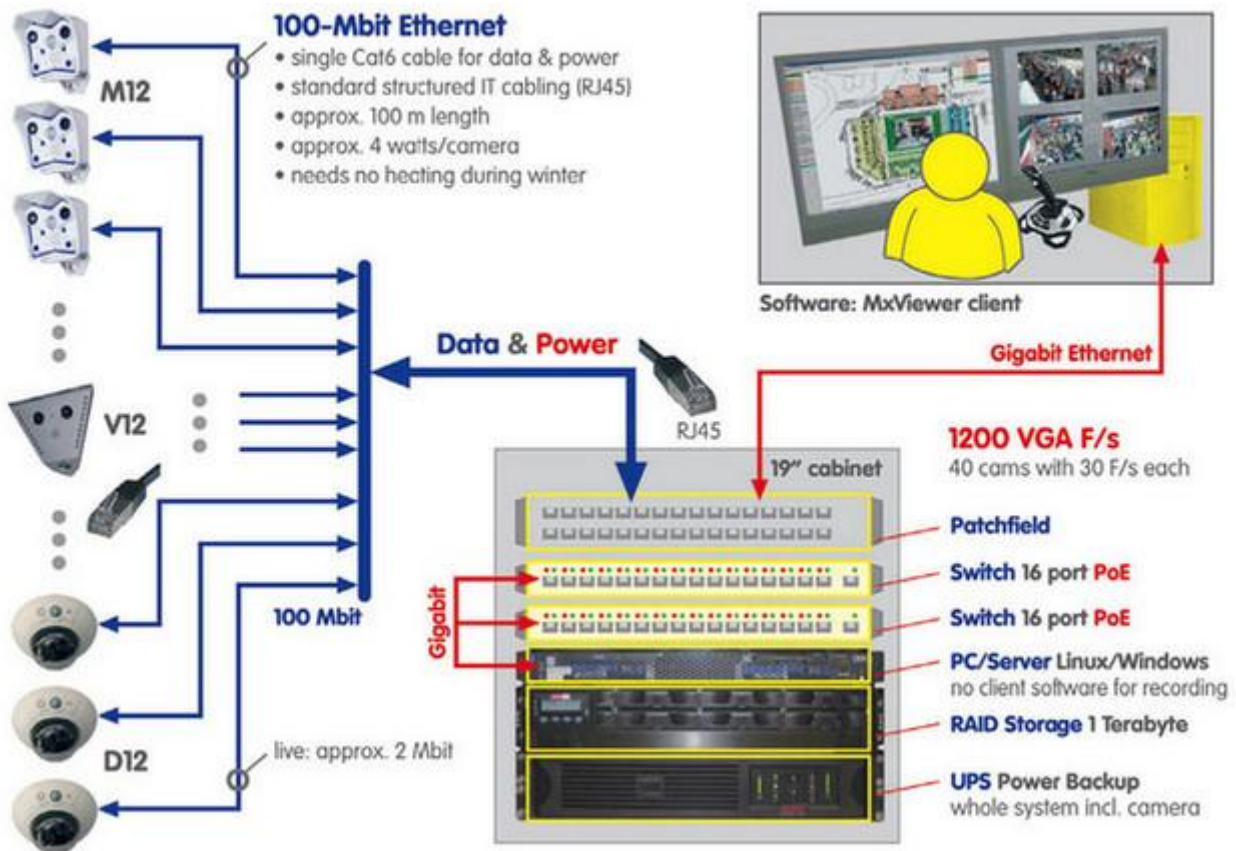 100-Mbit Ethernet
• single Cat6 cable for data & power
• standard structured IT cabling (RJ45)
• approx. 100 m length
• approx. 4 watts/camera
• needs no heating during winter
M12
Software: MxViewer client
Data & Power
Gigabit Ethernet
V12
RJ45
1200 VGA F/s
40 cams with 30 F/s each
19" cabinet
Patchfield
Switch 16 port PoE
100 Mbit
Gigabit
Switch 16 port PoE
PC/Server Linux/Windows
no client software for recording
RAID Storage 1 Terabyte
D12
live: approx. 2 Mbit
UPS Power Backup
whole system incl. camera